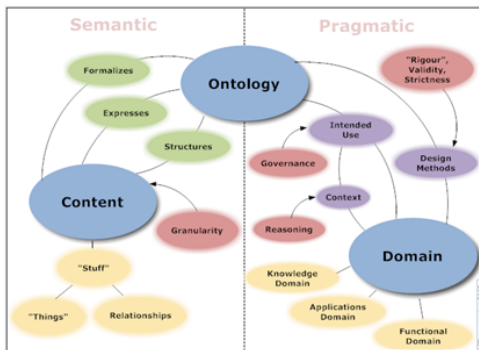 Semantic
Pragmatic
Formalizes
Ontology
"Rigour",
Validity,
Strictness
Expresses
Intended
Use
Structures
Governance
Design
Methods
Content
Context
Granularity
Reasoning
"Stuff"
Domain
Knowledge
Domain
"Things"
Relationships
Applications
Domain
Functional
Domain